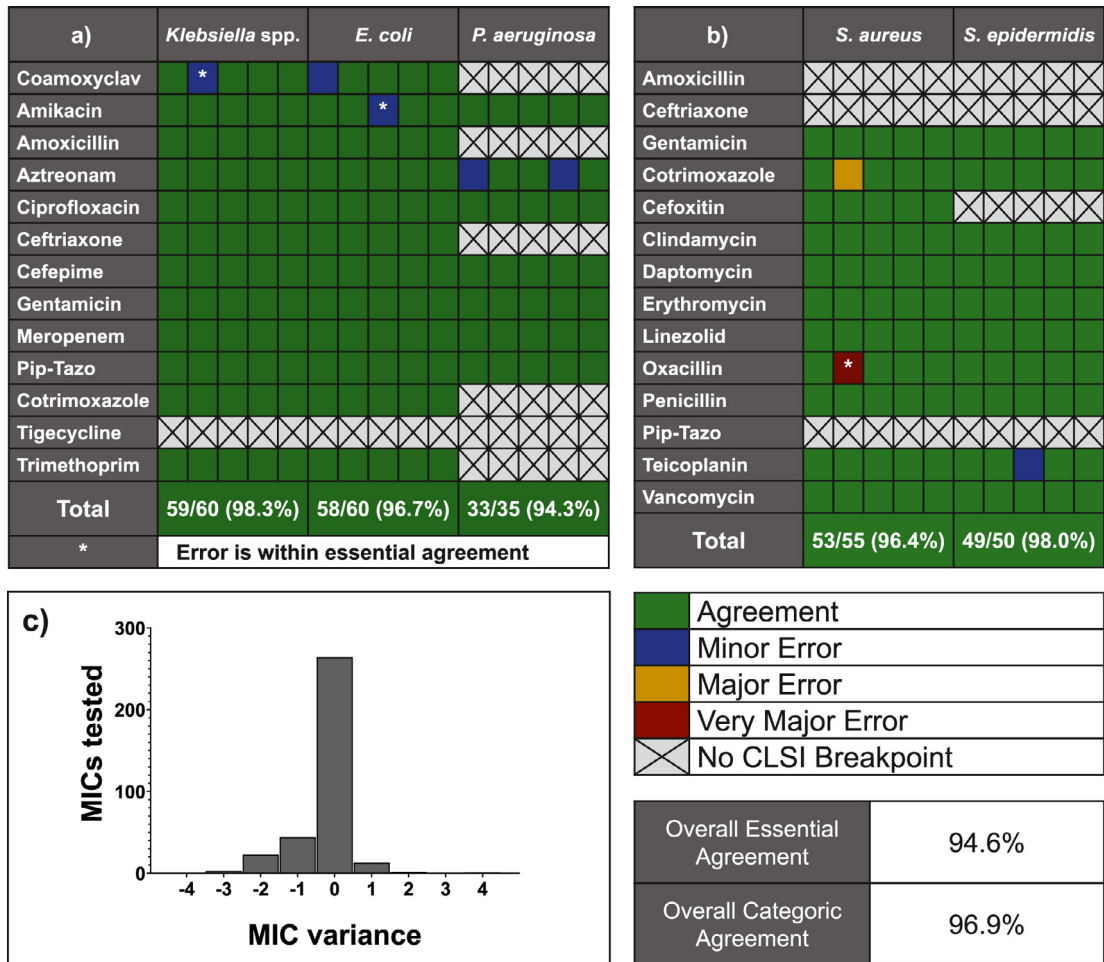 a) Klebsiella spp. E. coli P. aeruginosa
Coamoxyclav * 
Amikacin *
Amoxicillin
Aztreonam
Ciprofloxacin
Ceftriaxone
Cefepime
Gentamicin
Meropenem
Pip-Tazo
Cotrimoxazole
Tigecycline
Trimethoprim
Total 59/60 (98.3%) 58/60 (96.7%) 33/35 (94.3%)
* Error is within essential agreement
b) S. aureus S. epidermidis
Amoxicillin
Ceftriaxone
Gentamicin
Cotrimoxazole
Cefoxitin
Clindamycin
Daptomycin
Erythromycin
Linezolid
Oxacillin *
Penicillin
Pip-Tazo
Teicoplanin
Vancomycin
Total 53/55 (96.4%) 49/50 (98.0%)
c)
MICs tested
300
200
100
0
-4 -3 -2 -1 0 1 2 3 4
MIC variance
Agreement
Minor Error
Major Error
Very Major Error
No CLSI Breakpoint
Overall Essential
Agreement
94.6%
Overall Categoric
Agreement
96.9%